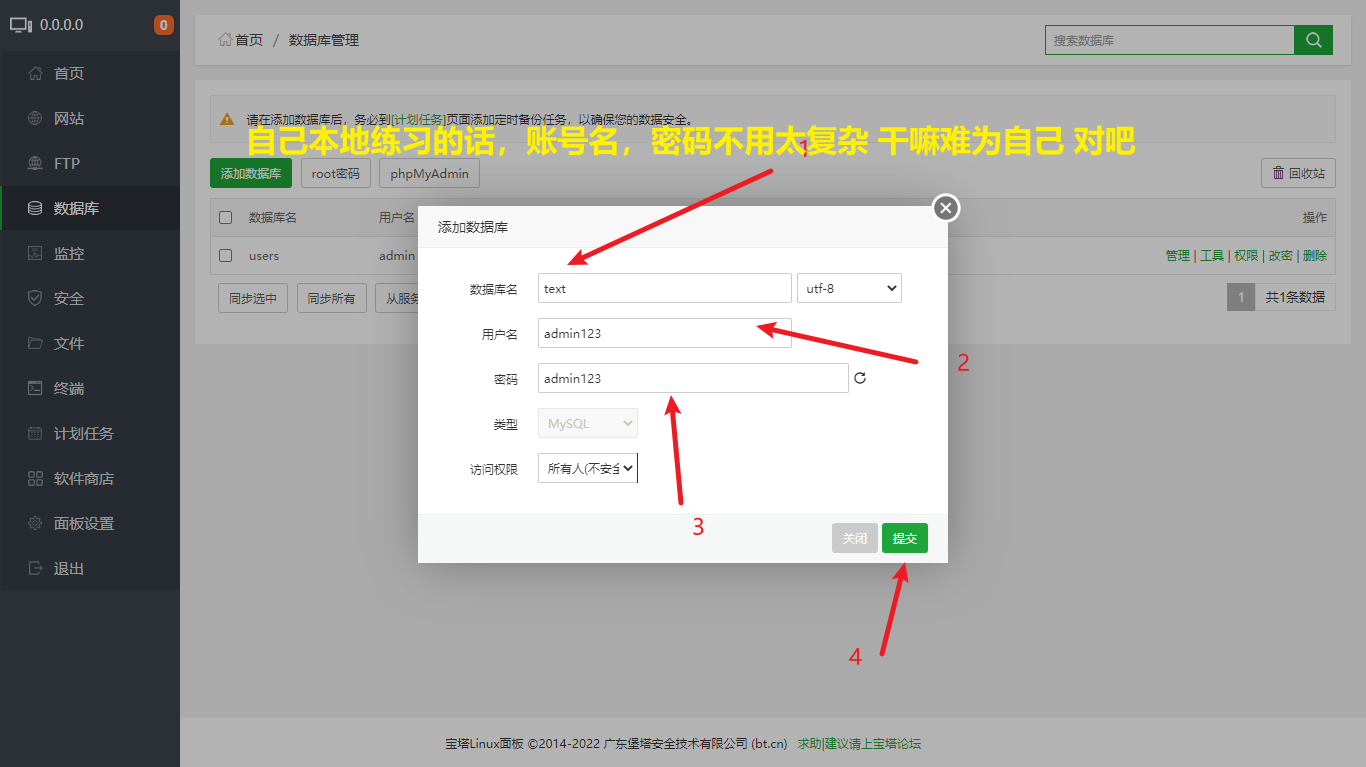 0.0.0.0 0
首页
网站
FTP
数据库
监控
安全
文件
终端
计划任务
软件商店
面板设置
退出
首页 / 数据库管理
搜索数据库
请在添加数据库后，务必到[计划任务]页面添加定时备份任务，以确保您的数据安全。
自己本地练习的话，账号名，密码不用太复杂 干嘛难为自己 对吧
1
添加数据库 root密码 phpMyAdmin 回收站
数据库名 用户名 操作
users admin 管理 | 工具 | 权限 | 改密 | 删除
同步选中 同步所有 从服务 1 共1条数据
添加数据库
数据库名 text utf-8
用户名 admin123
2
密码 admin123
类型 MySQL
访问权限 所有人(不安全
3
关闭 提交
4
宝塔Linux面板 ©2014-2022 广东堡塔安全技术有限公司 (bt.cn) 求助|建议请上宝塔论坛